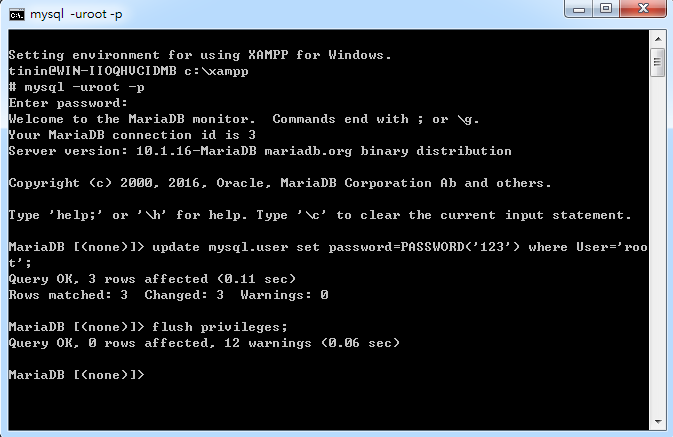 mysql -uroot -p
Setting environment for using XAMPP for Windows.
tinin@WIN-IIOQHVCIDMB c:\xampp
# mysql -uroot -p
Enter password:
Welcome to the MariaDB monitor.  Commands end with ; or \g.
Your MariaDB connection id is 3
Server version: 10.1.16-MariaDB mariadb.org binary distribution
Copyright (c) 2000, 2016, Oracle, MariaDB Corporation Ab and others.
Type 'help;' or '\h' for help. Type '\c' to clear the current input statement.
MariaDB [(none)]> update mysql.user set password=PASSWORD('123') where User='roo
t';
Query OK, 3 rows affected (0.11 sec)
Rows matched: 3  Changed: 3  Warnings: 0
MariaDB [(none)]> flush privileges;
Query OK, 0 rows affected, 12 warnings (0.06 sec)
MariaDB [(none)]>